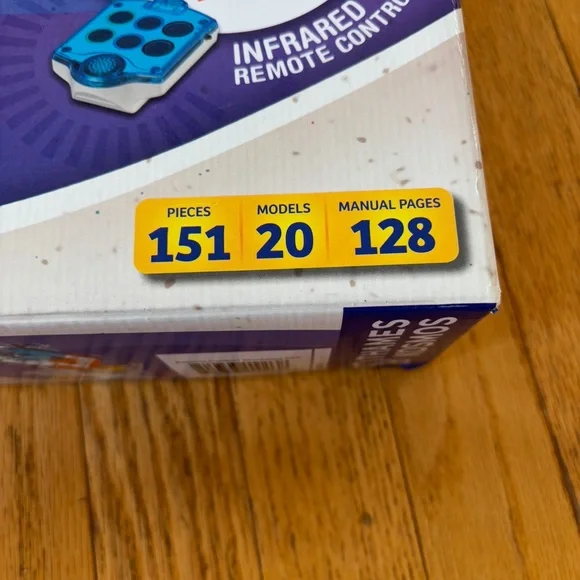 INFRARED
REMOTE CONTRO
PIECES MODELS MANUAL PAGES
151 20 128